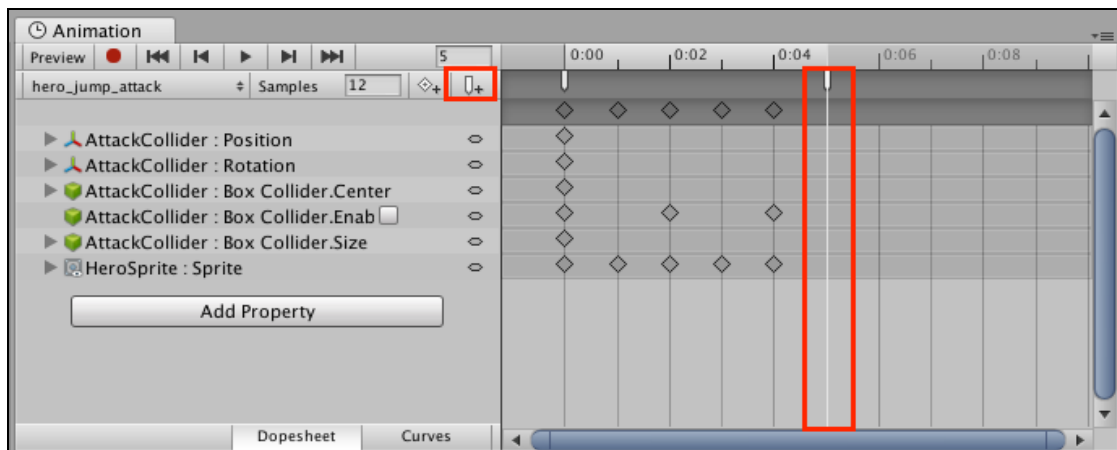 Animation
Preview 5 0:00 0:02 0:04 0:06 0:08
hero_jump_attack Samples 12
AttackCollider : Position
AttackCollider : Rotation
AttackCollider : Box Collider.Center
AttackCollider : Box Collider.Enab
AttackCollider : Box Collider.Size
HeroSprite : Sprite
Add Property
Dopesheet Curves